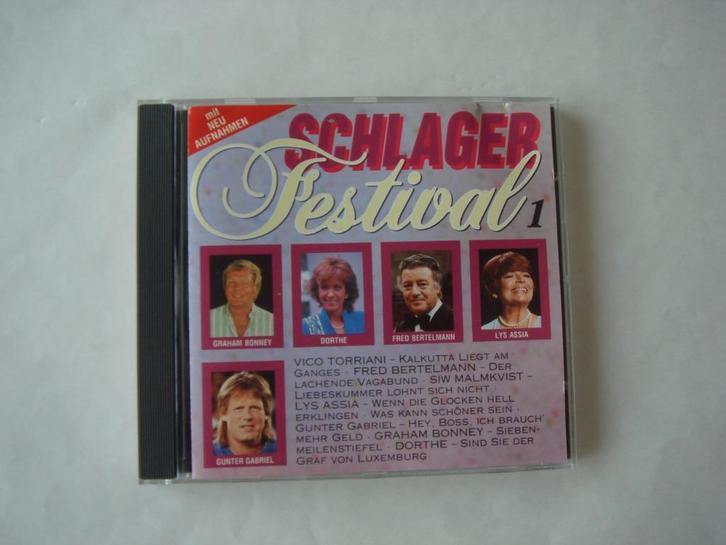 mit
NEU
AUFNAHMEN
SCHLAGER
Festival 1
GRAHAM BONNEY
DORTHE
FRED BERTELMANN
LYS ASSIA
GUNTER GABRIEL
VICO TORRIANI – KALKUTTA LIEGT AM
GANGES · FRED BERTELMANN – DER
LACHENDE VAGABUND · SIW MALMKVIST –
LIEBESKUMMER LOHNT SICH NICHT ·
LYS ASSIA – WENN DIE GLOCKEN HELL
ERKLINGEN · WAS KANN SCHÖNER SEIN ·
GUNTER GABRIEL – HEY, BOSS, ICH BRAUCH'
MEHR GELD · GRAHAM BONNEY – SIEBEN-
MEILENSTIEFEL · DORTHE – SIND SIE DER
GRAF VON LUXEMBURG